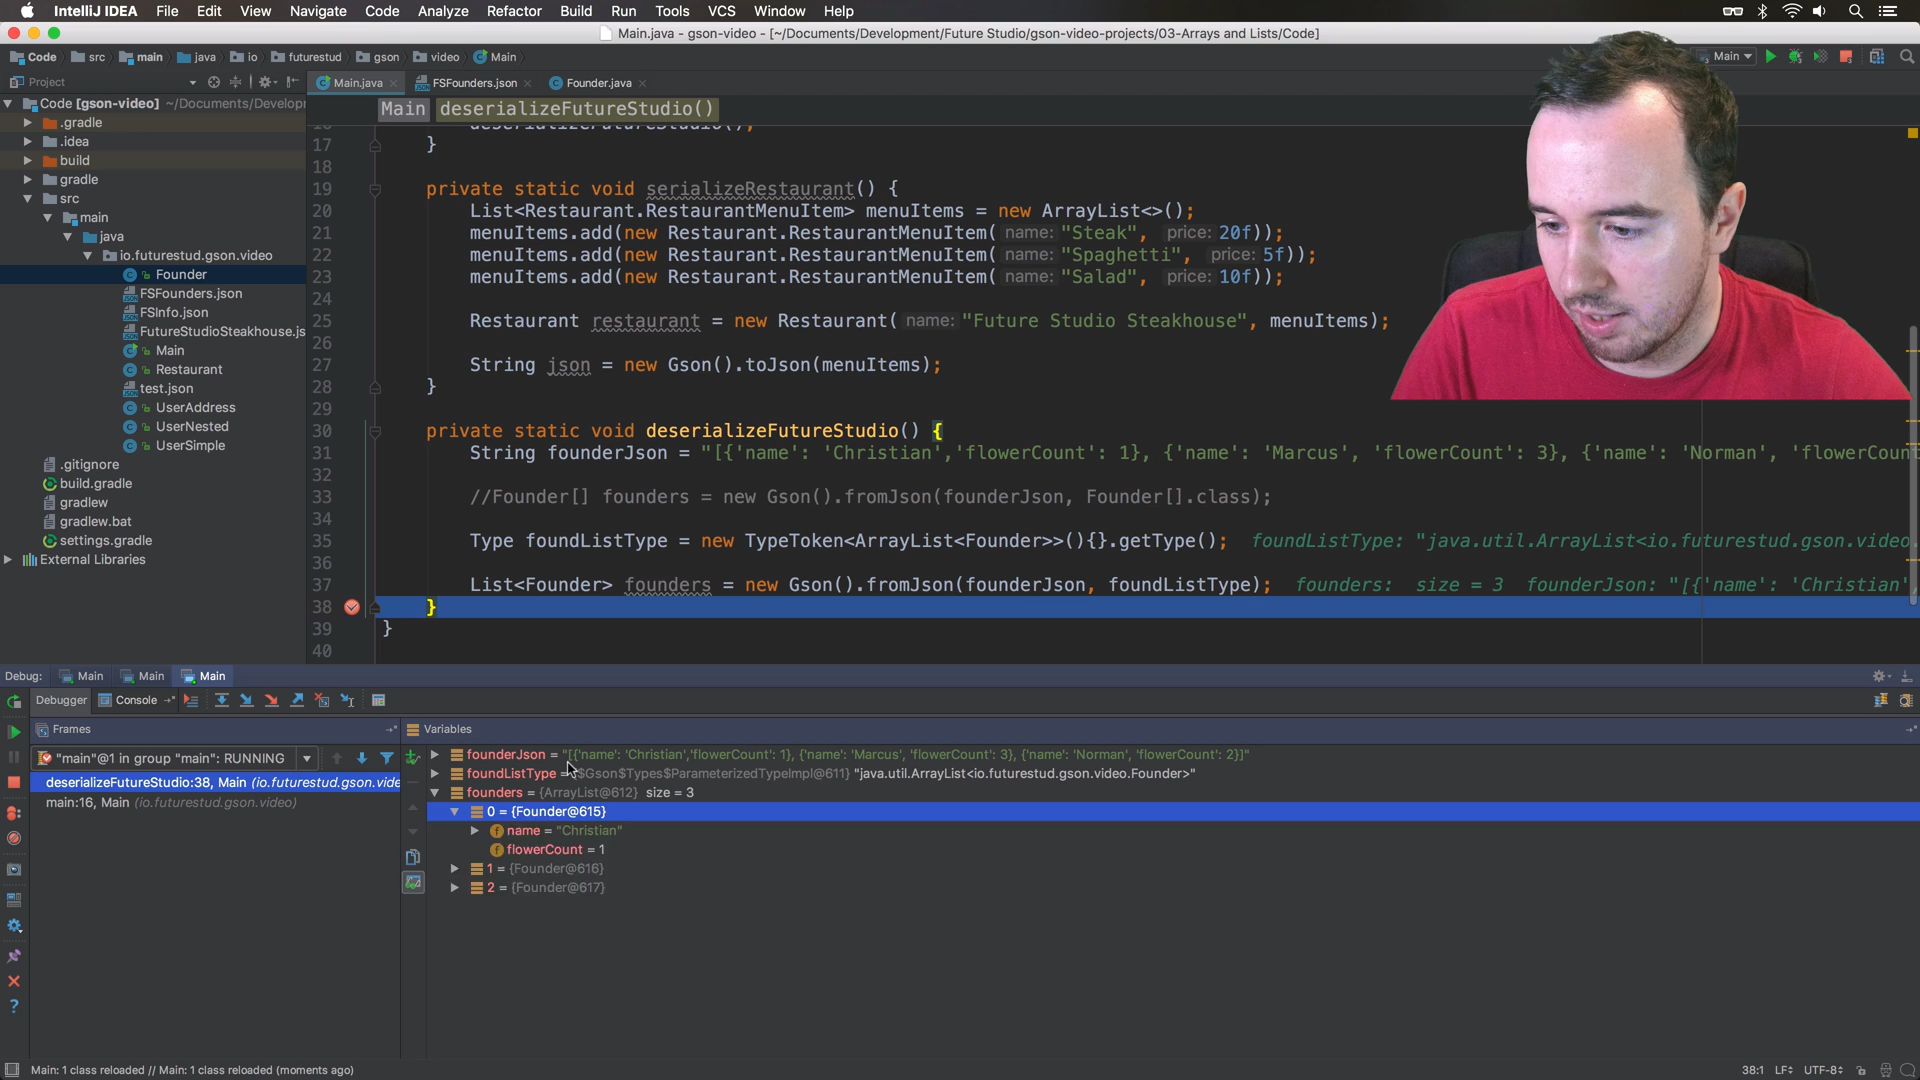 IntelliJ IDEA File Edit View Navigate Code Analyze Refactor Build Run Tools VCS Window Help
Main.java - gson-video - [~/Documents/Development/Future Studio/gson-video-projects/03-Arrays and Lists/Code]
Code src main java io futurestud gson video Main
Main
Project
Main.java FSFounders.json Founder.java
Main deserializeFutureStudio()
Code [gson-video] ~/Documents/Develop
.gradle
.idea
build
gradle
src
main
java
io.futurestud.gson.video
Founder
FSFounders.json
FSInfo.json
FutureStudioSteakhouse.js
Main
Restaurant
test.json
UserAddress
UserNested
UserSimple
.gitignore
build.gradle
gradlew
gradlew.bat
settings.gradle
External Libraries
16 deserializeFutureStudio();
17 }
18
19 private static void serializeRestaurant() {
20 List<Restaurant.RestaurantMenuItem> menuItems = new ArrayList<>();
21 menuItems.add(new Restaurant.RestaurantMenuItem( name: "Steak", price: 20f));
22 menuItems.add(new Restaurant.RestaurantMenuItem( name: "Spaghetti", price: 5f));
23 menuItems.add(new Restaurant.RestaurantMenuItem( name: "Salad", price: 10f));
24
25 Restaurant restaurant = new Restaurant( name: "Future Studio Steakhouse", menuItems);
26
27 String json = new Gson().toJson(menuItems);
28 }
29
30 private static void deserializeFutureStudio() {
31 String founderJson = "[{'name': 'Christian','flowerCount': 1}, {'name': 'Marcus', 'flowerCount': 3}, {'name': 'Norman', 'flowerCount
32
33 //Founder[] founders = new Gson().fromJson(founderJson, Founder[].class);
34
35 Type foundListType = new TypeToken<ArrayList<Founder>>(){}.getType(); foundListType: "java.util.ArrayList<io.futurestud.gson.video.
36
37 List<Founder> founders = new Gson().fromJson(founderJson, foundListType); founders: size = 3 founderJson: "[{'name': 'Christian',
38 }
39 }
40
Debug: Main Main Main
Debugger Console
Frames
Variables
"main"@1 in group "main": RUNNING
deserializeFutureStudio:38, Main (io.futurestud.gson.vide
main:16, Main (io.futurestud.gson.video)
founderJson = "[{'name': 'Christian','flowerCount': 1}, {'name': 'Marcus', 'flowerCount': 3}, {'name': 'Norman', 'flowerCount': 2}]"
foundListType = $Gson$Types$ParameterizedTypeImpl@611} "java.util.ArrayList<io.futurestud.gson.video.Founder>"
founders = {ArrayList@612} size = 3
0 = {Founder@615}
name = "Christian"
flowerCount = 1
1 = {Founder@616}
2 = {Founder@617}
Main: 1 class reloaded // Main: 1 class reloaded (moments ago)
38:1 LF UTF-8